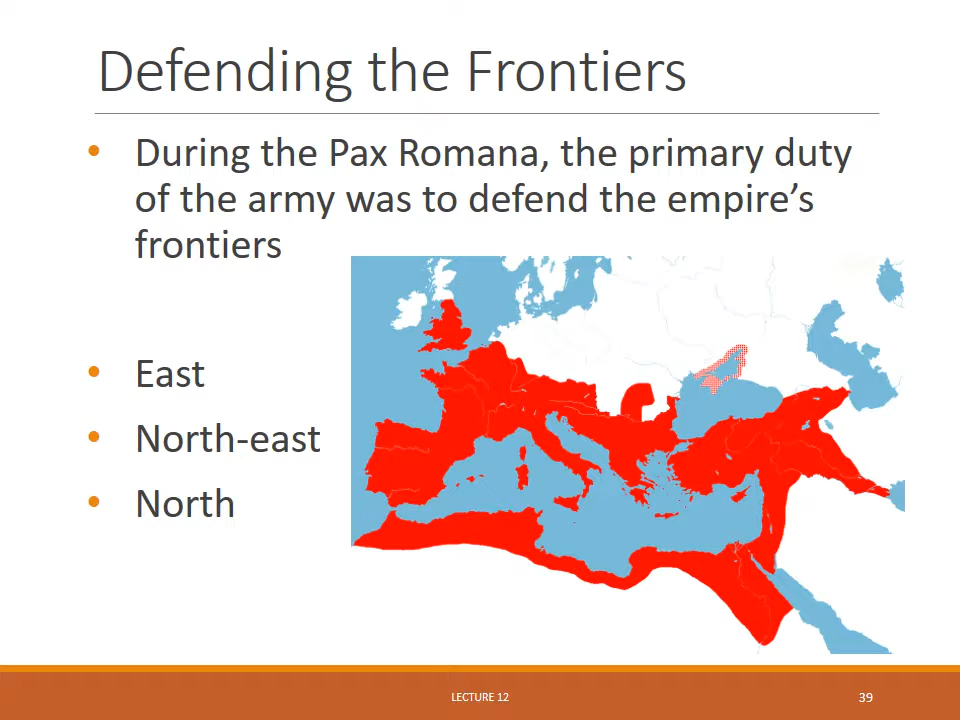 Defending the Frontiers
• During the Pax Romana, the primary duty
of the army was to defend the empire’s
frontiers
• East
• North-east
• North
LECTURE 12
39